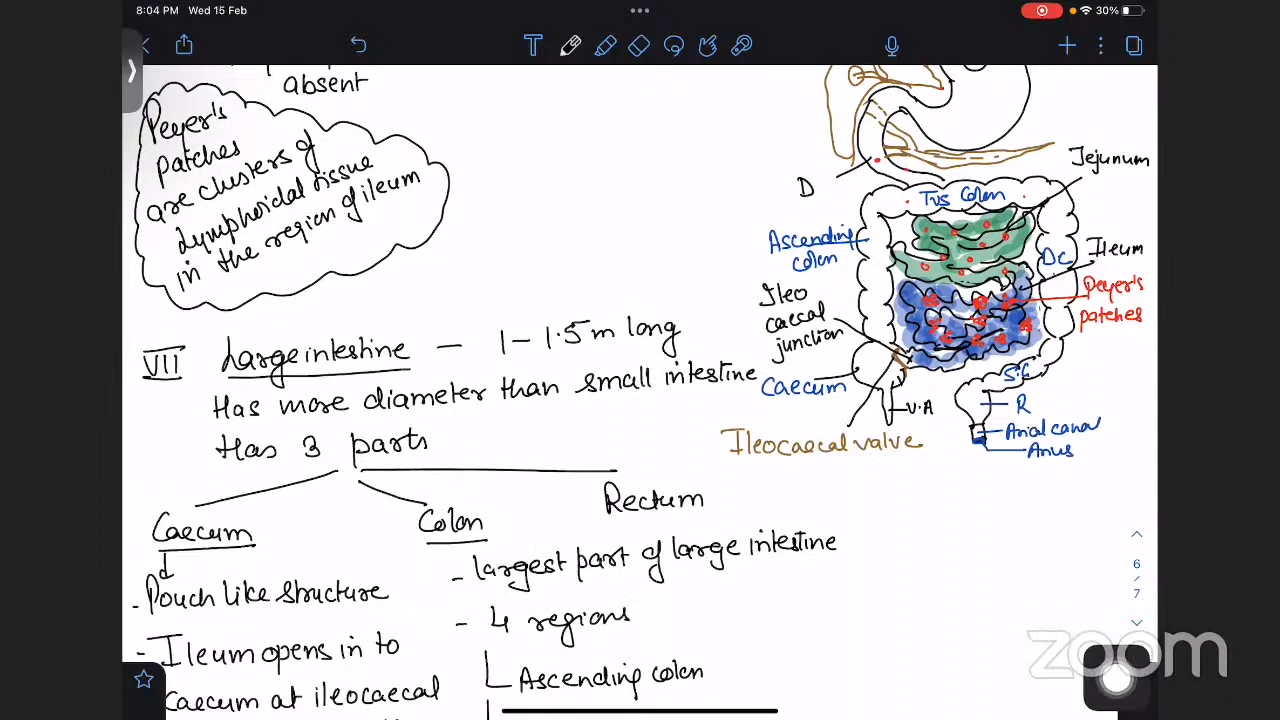 8:04 PM Wed 15 Feb
30%
absent
Peyer's
patches
are clusters of
Lymphoidal tissue
in the region of ileum
D
Jejunum
Tvs Colon
Ascending
colon
DC
Ileum
Peyer's
patches
Ileo
caecal
junction
Caecum
S.C
V.A
R
Anal canal
Anus
Ileocaecal valve
VII Large intestine - 1-1.5m long
Has more diameter than small intestine
Has 3 parts
Caecum
Colon
Rectum
- Pouch like structure
- Ileum opens in to
caecum at ileocaecal
- largest part of large intestine
- 4 regions
Ascending colon
6
/
7
zoom